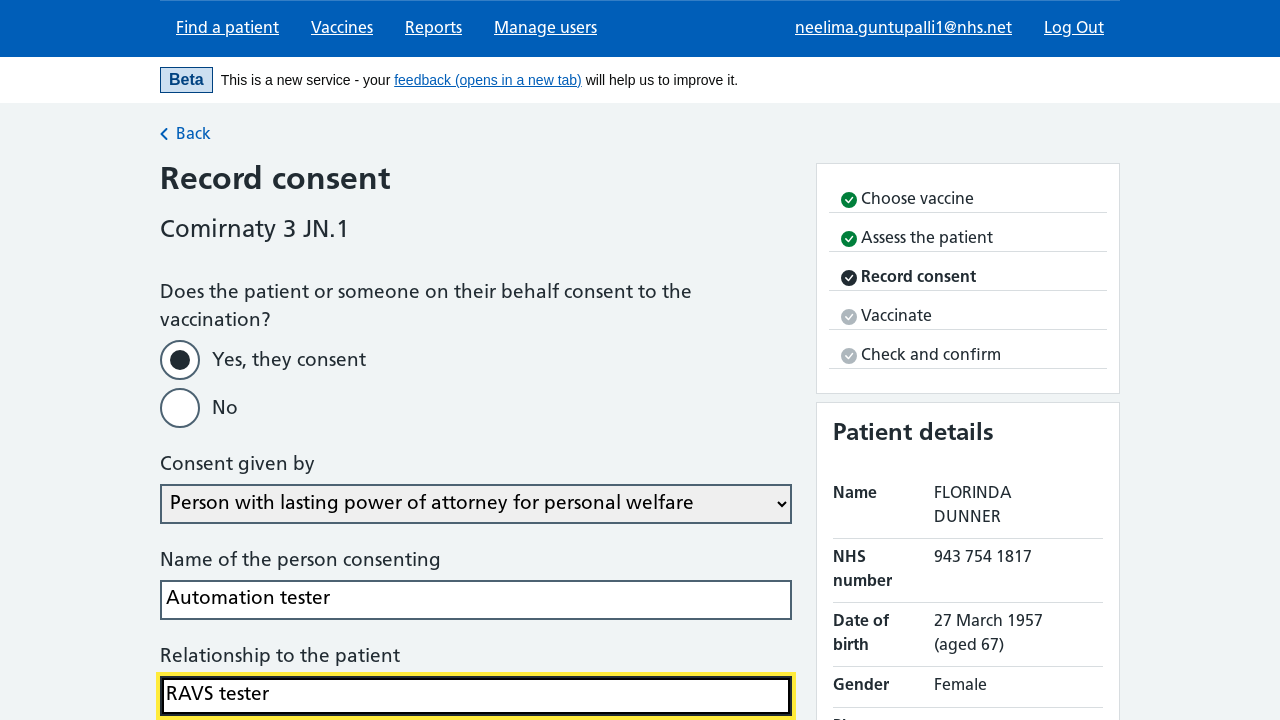 Find a patient Vaccines Reports Manage users neelima.guntupalli1@nhs.net Log Out
Beta This is a new service - your feedback (opens in a new tab) will help us to improve it.
Back
Record consent
Comirnaty 3 JN.1
Does the patient or someone on their behalf consent to the
vaccination?
Yes, they consent
No
Consent given by
Person with lasting power of attorney for personal welfare
Name of the person consenting
Automation tester
Relationship to the patient
RAVS tester
Choose vaccine
Assess the patient
Record consent
Vaccinate
Check and confirm
Patient details
Name FLORINDA
DUNNER
NHS 943 754 1817
number
Date of 27 March 1957
birth (aged 67)
Gender Female